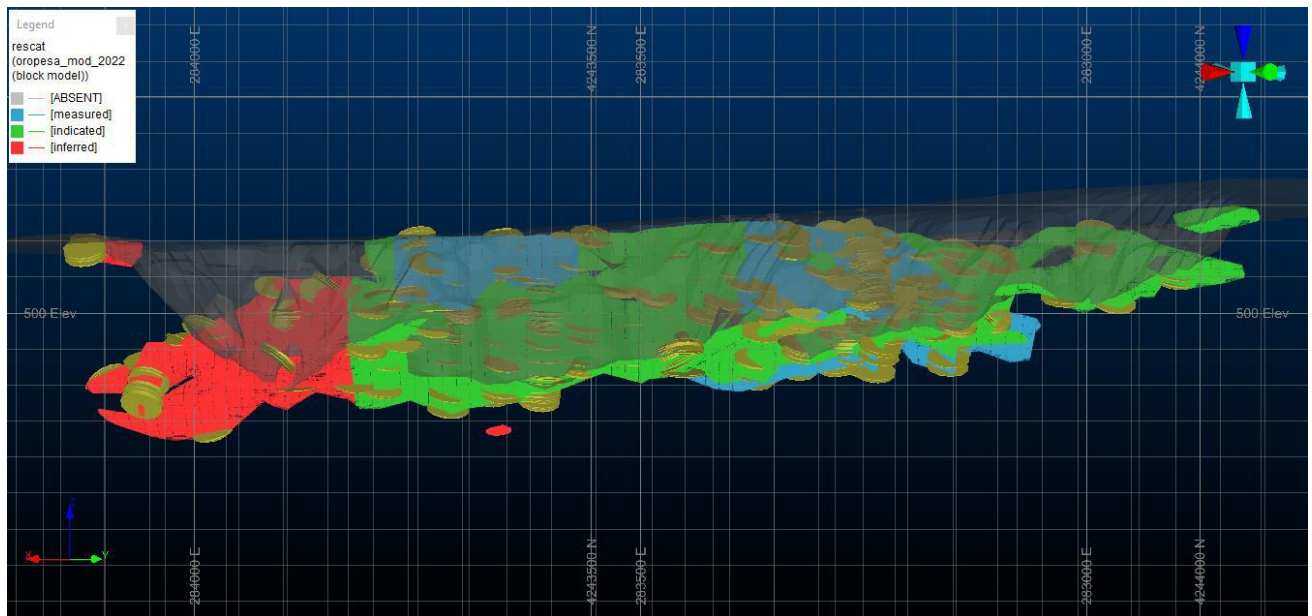 Legend
rescat
(oropesa_mod_2022
(block model))
[ABSENT]
[measured]
[indicated]
[inferred]
284000 E
4243500 N
283500 E
283000 E
4244000 N
500 Elev
500 Elev
Z
X
Y
284000 E
4243500 N
283500 E
283000 E
4244000 N